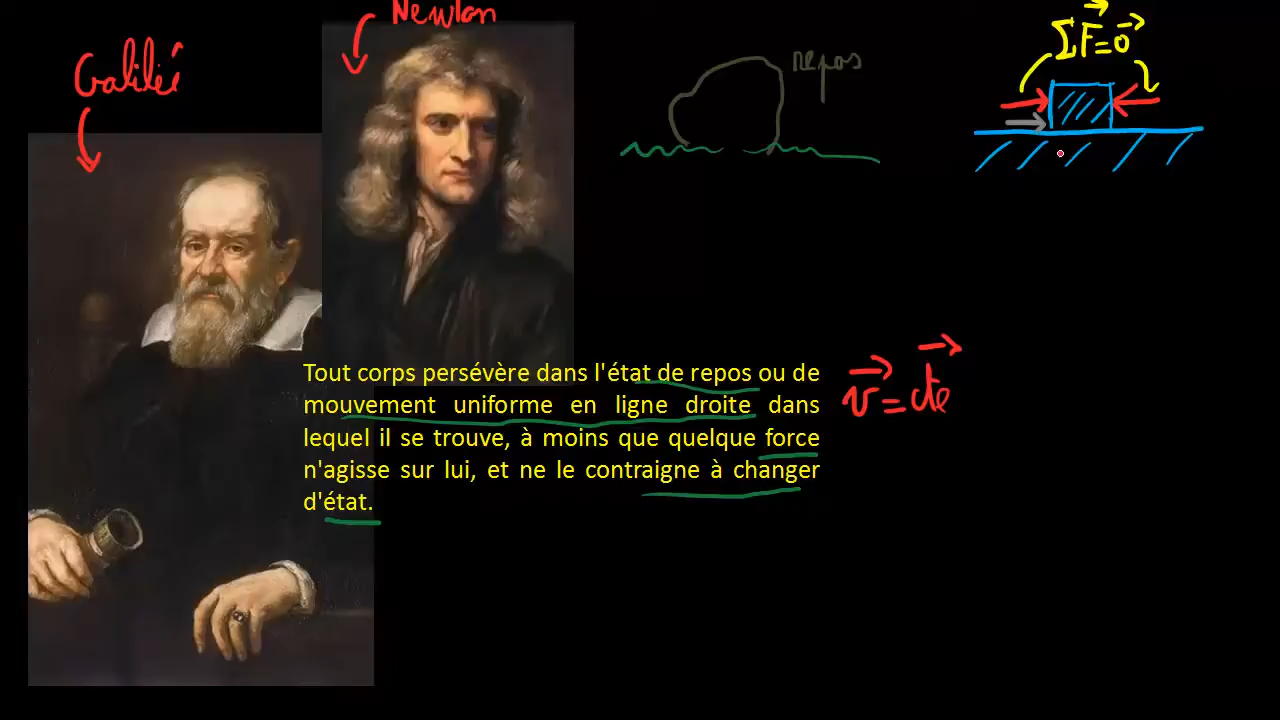 Newton
Galilée
repos
ΣF⃗=0⃗
Tout corps persévère dans l'état de repos ou de
mouvement uniforme en ligne droite dans
lequel il se trouve, à moins que quelque force
n'agisse sur lui, et ne le contraigne à changer
d'état.
v⃗=cte⃗